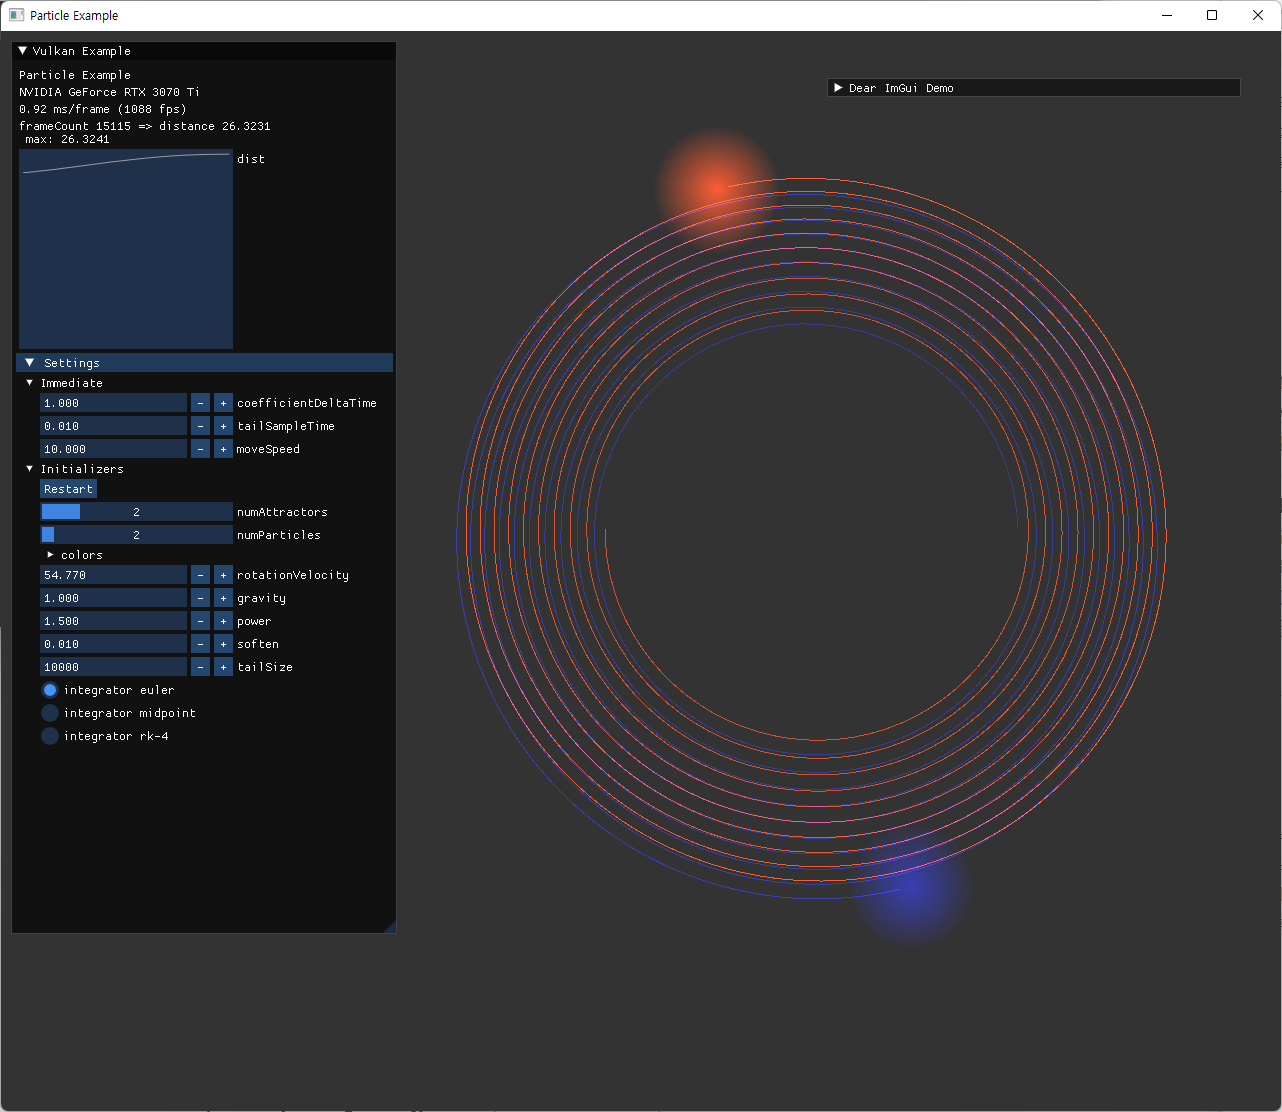 Particle Example
Vulkan Example
Particle Example
NVIDIA GeForce RTX 3070 Ti
0.92 ms/frame (1088 fps)
frameCount 15115 => distance 26.3231
max: 26.3241
dist
Settings
Immediate
1.000 - + coefficientDeltaTime
0.010 - + tailSampleTime
10.000 - + moveSpeed
Initializers
Restart
2 numAttractors
2 numParticles
colors
54.770 - + rotationVelocity
1.000 - + gravity
1.500 - + power
0.010 - + soften
10000 - + tailSize
integrator euler
integrator midpoint
integrator rk-4
Dear ImGui Demo